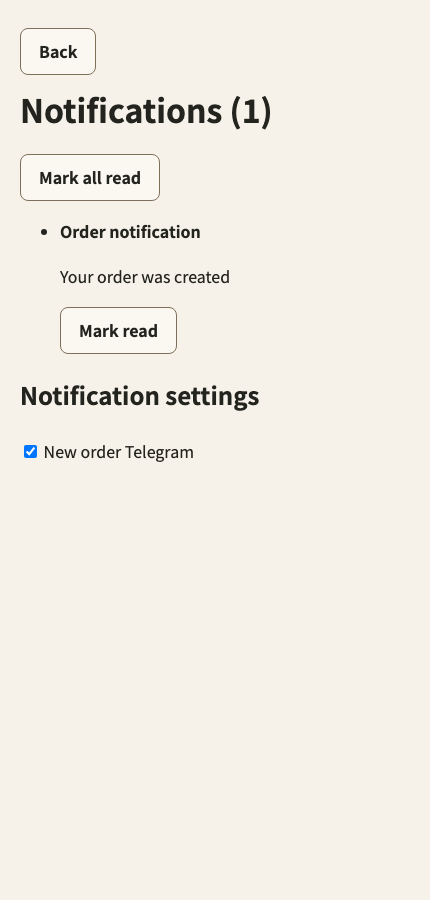 Back
Notifications (1)
Mark all read
Order notification
Your order was created
Mark read
Notification settings
New order Telegram